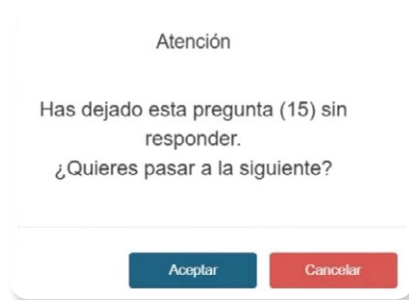 Atención
Has dejado esta pregunta (15) sin
responder.
¿Quieres pasar a la siguiente?
Aceptar
Cancelar